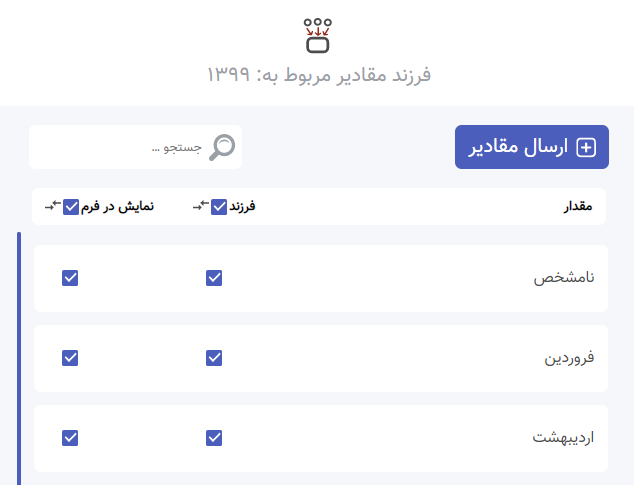 فرزند مقادیر مربوط به: ۱۳۹۹
ارسال مقادیر
جستجو ...
مقدار فرزند نمایش در فرم
نامشخص
فروردین
اردیبهشت